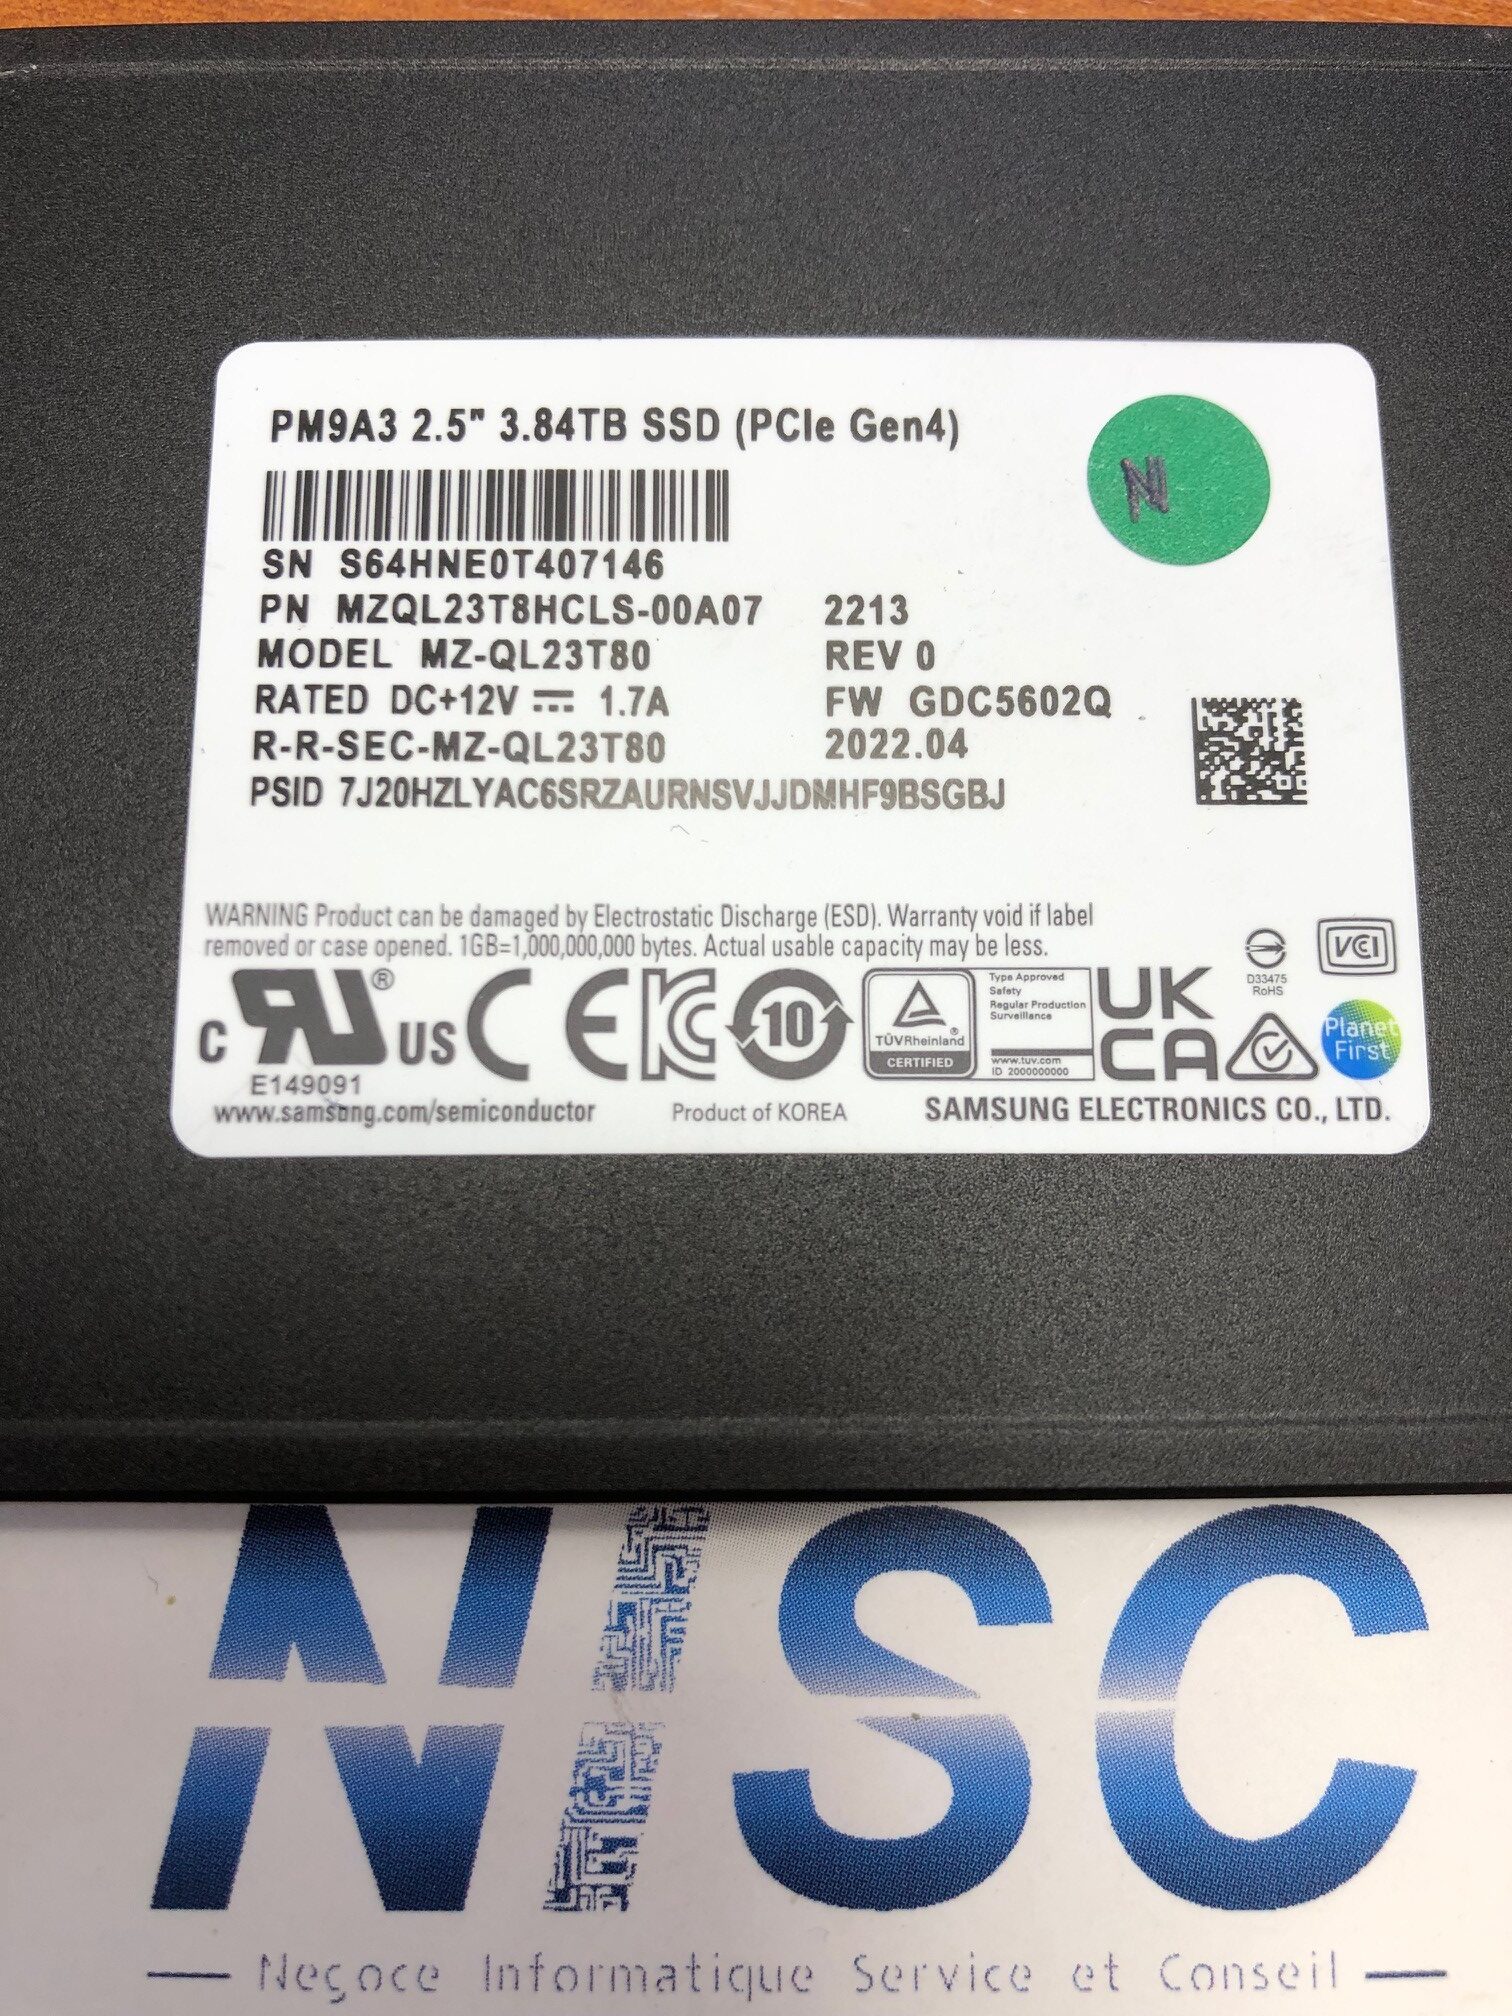 PM9A3 2.5" 3.84TB SSD (PCIe Gen4)
N
SN S64HNE0T407146
PN MZQL23T8HCLS-00A07 2213
MODEL MZ-QL23T80 REV 0
RATED DC+12V ⎓ 1.7A FW GDC5602Q
R-R-SEC-MZ-QL23T80 2022.04
PSID 7J20HZLYAC6SRZAURNSVJJDMHF9BSGBJ
WARNING Product can be damaged by Electrostatic Discharge (ESD). Warranty void if label
removed or case opened. 1GB=1,000,000,000 bytes. Actual usable capacity may be less.
D33475
RoHS
VCI
c RU ® US
E149091
CE
KC
10
TÜVRheinland ®
CERTIFIED
Type Approved
Safety
Regular Production
Surveillance
www.tuv.com
ID 2000000000
UK
CA
Planet
First
www.samsung.com/semiconductor Product of KOREA SAMSUNG ELECTRONICS CO., LTD.
NISC
Negoce Informatique Service et Conseil